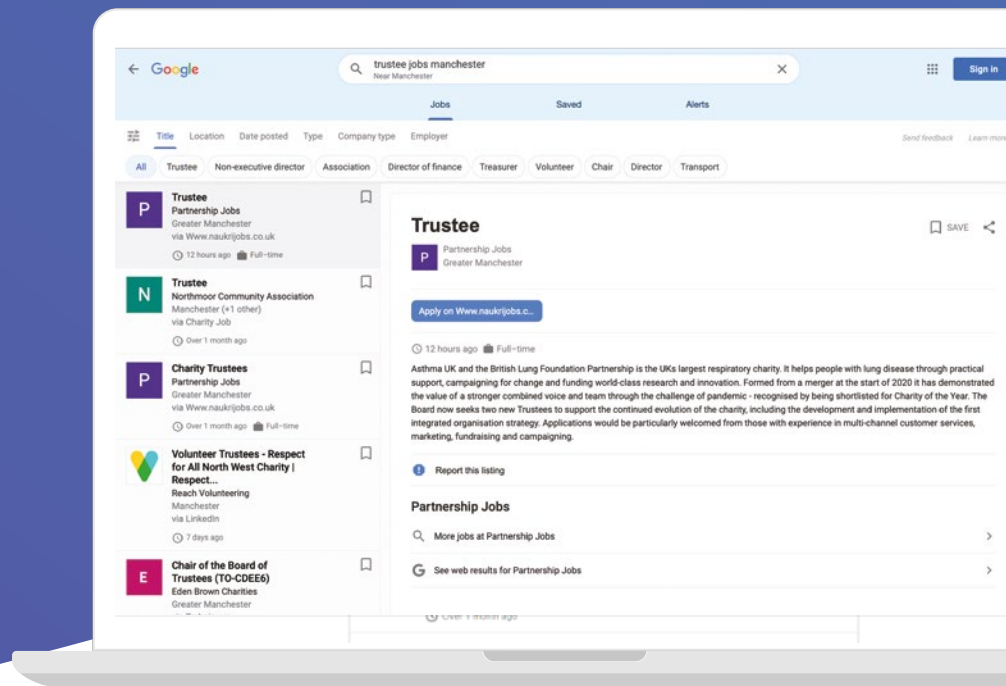 Google
trustee jobs manchester
Near Manchester
Sign in
Jobs
Saved
Alerts
Title
Location
Date posted
Type
Company type
Employer
Send feedback
Learn more
All
Trustee
Non-executive director
Association
Director of finance
Treasurer
Volunteer
Chair
Director
Transport
P
Trustee
Partnership Jobs
Greater Manchester
via Www.naukrijobs.co.uk
12 hours ago
Full-time
N
Trustee
Northmoor Community Association
Manchester (+1 other)
via Charity Job
Over 1 month ago
P
Charity Trustees
Partnership Jobs
Greater Manchester
via Www.naukrijobs.co.uk
Over 1 month ago
Full-time
Volunteer Trustees - Respect
for All North West Charity |
Respect...
Reach Volunteering
Manchester
via LinkedIn
7 days ago
E
Chair of the Board of
Trustees (TO-CDEE6)
Eden Brown Charities
Greater Manchester
Trustee
SAVE
P
Partnership Jobs
Greater Manchester
Apply on Www.naukrijobs.c...
12 hours ago
Full-time
Asthma UK and the British Lung Foundation Partnership is the UKs largest respiratory charity. It helps people with lung disease through practical
support, campaigning for change and funding world-class research and innovation. Formed from a merger at the start of 2020 it has demonstrated
the value of a stronger combined voice and team through the challenge of pandemic - recognised by being shortlisted for Charity of the Year. The
Board now seeks two new Trustees to support the continued evolution of the charity, including the development and implementation of the first
integrated organisation strategy. Applications would be particularly welcomed from those with experience in multi-channel customer services,
marketing, fundraising and campaigning.
Report this listing
Partnership Jobs
More jobs at Partnership Jobs
G
See web results for Partnership Jobs
Over 1 month ago